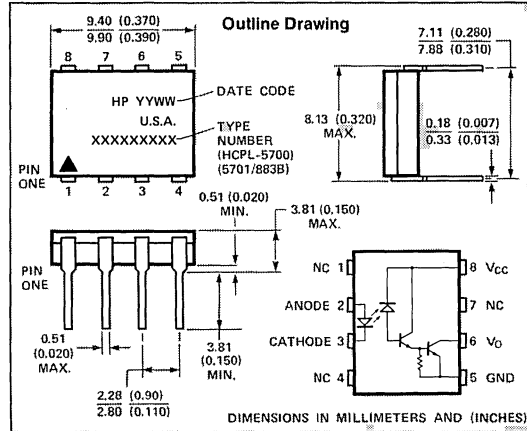 Outline Drawing
9.40 (0.370)
9.90 (0.390)
8 7 6 5
HP YYWW
DATE CODE
U.S.A.
XXXXXXXXX
TYPE
NUMBER
(HCPL-5700)
(5701/883B)
PIN
ONE
1 2 3 4
7.11 (0.280)
7.88 (0.310)
8.13 (0.320)
MAX.
0.18 (0.007)
0.33 (0.013)
0.51 (0.020)
MIN.
3.81 (0.150)
MAX.
PIN
ONE
0.51
(0.020)
MAX.
3.81
(0.150)
MIN.
2.28 (0.90)
2.80 (0.110)
NC 1
8 VCC
ANODE 2
7 NC
CATHODE 3
6 VO
NC 4
5 GND
DIMENSIONS IN MILLIMETERS AND (INCHES)